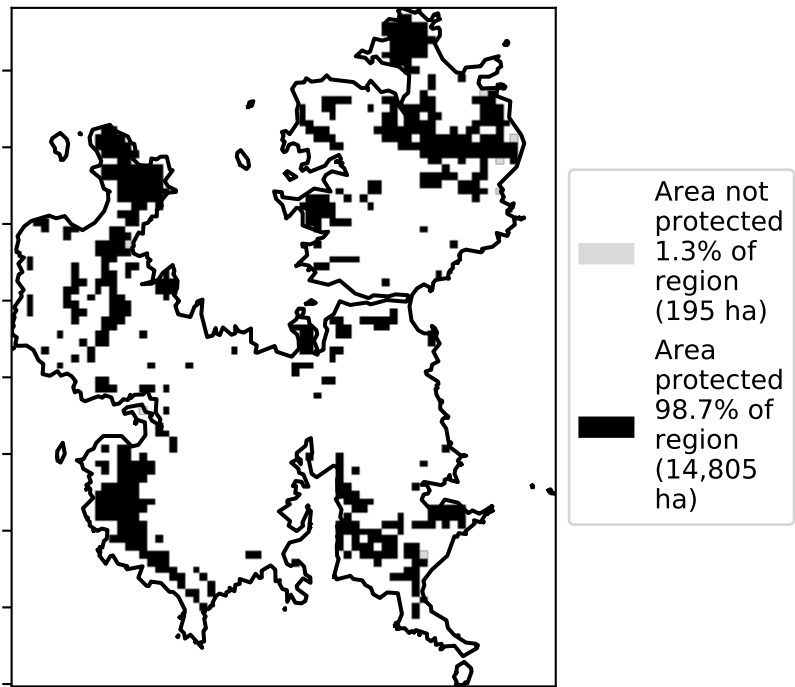 Area not
protected
1.3% of
region
(195 ha)
Area
protected
98.7% of
region
(14,805
ha)